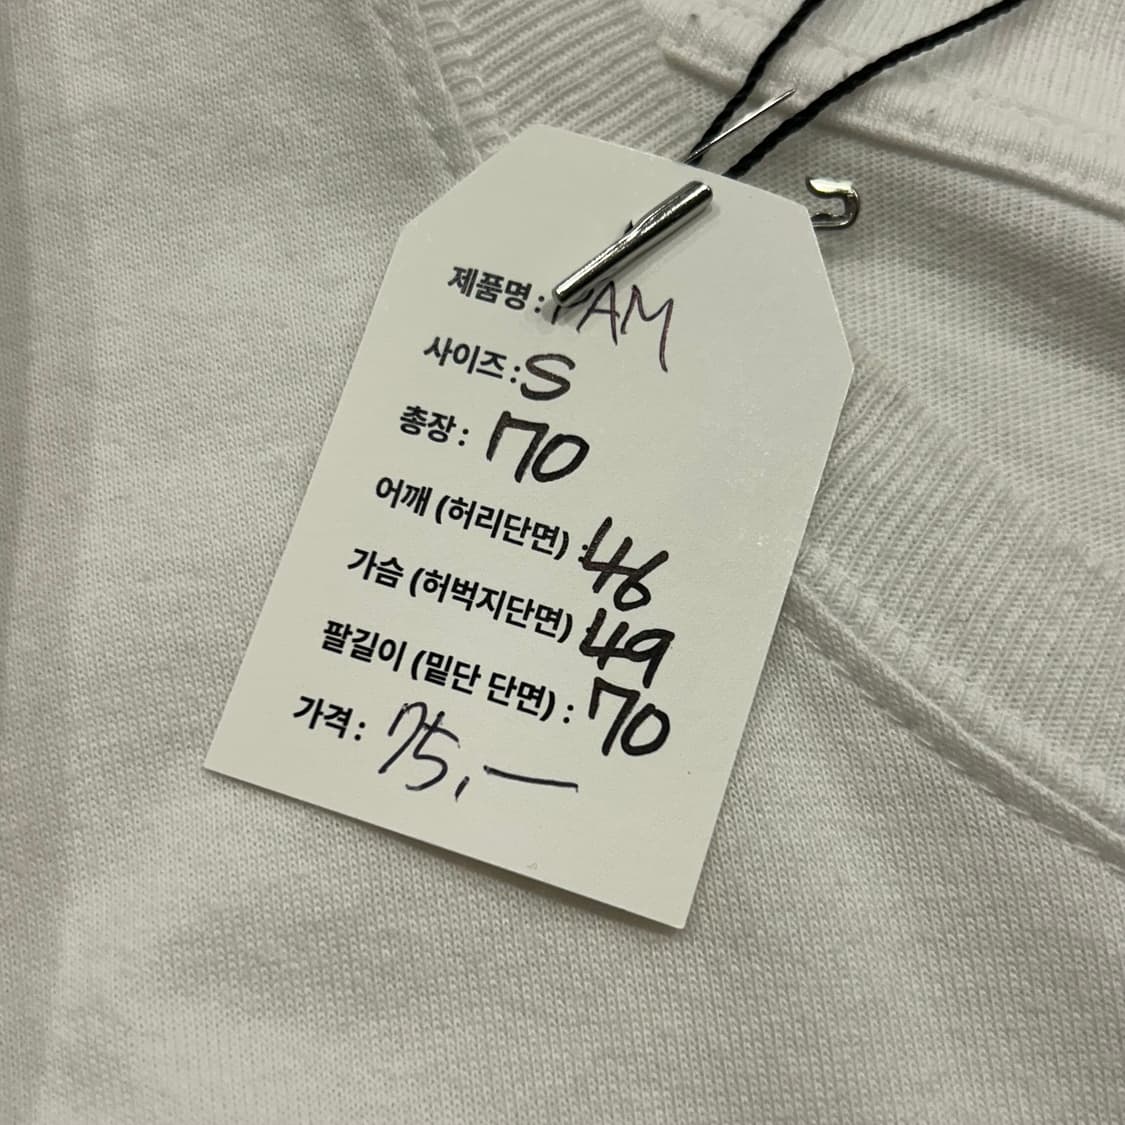 제품명 : PAM
사이즈 : S
총장 : 70
어깨 (허리단면) : 46
가슴 (허벅지단면) 49
팔길이 (밑단 단면) : 70
가격 : 75,—